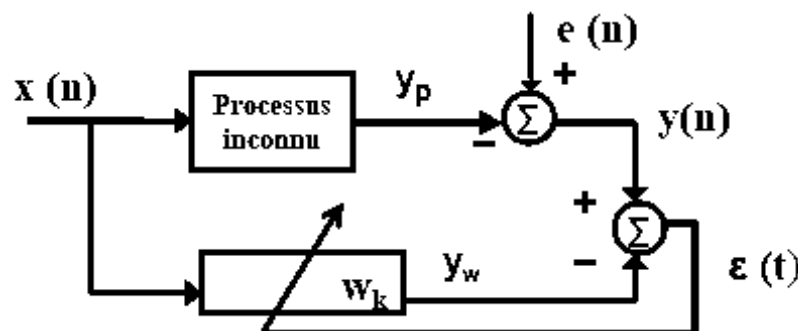 e (n)
x (n)
+
Processus
inconnu
y_p
Σ
−
y(n)
+
Σ
−
w_k
y_w
ε (t)